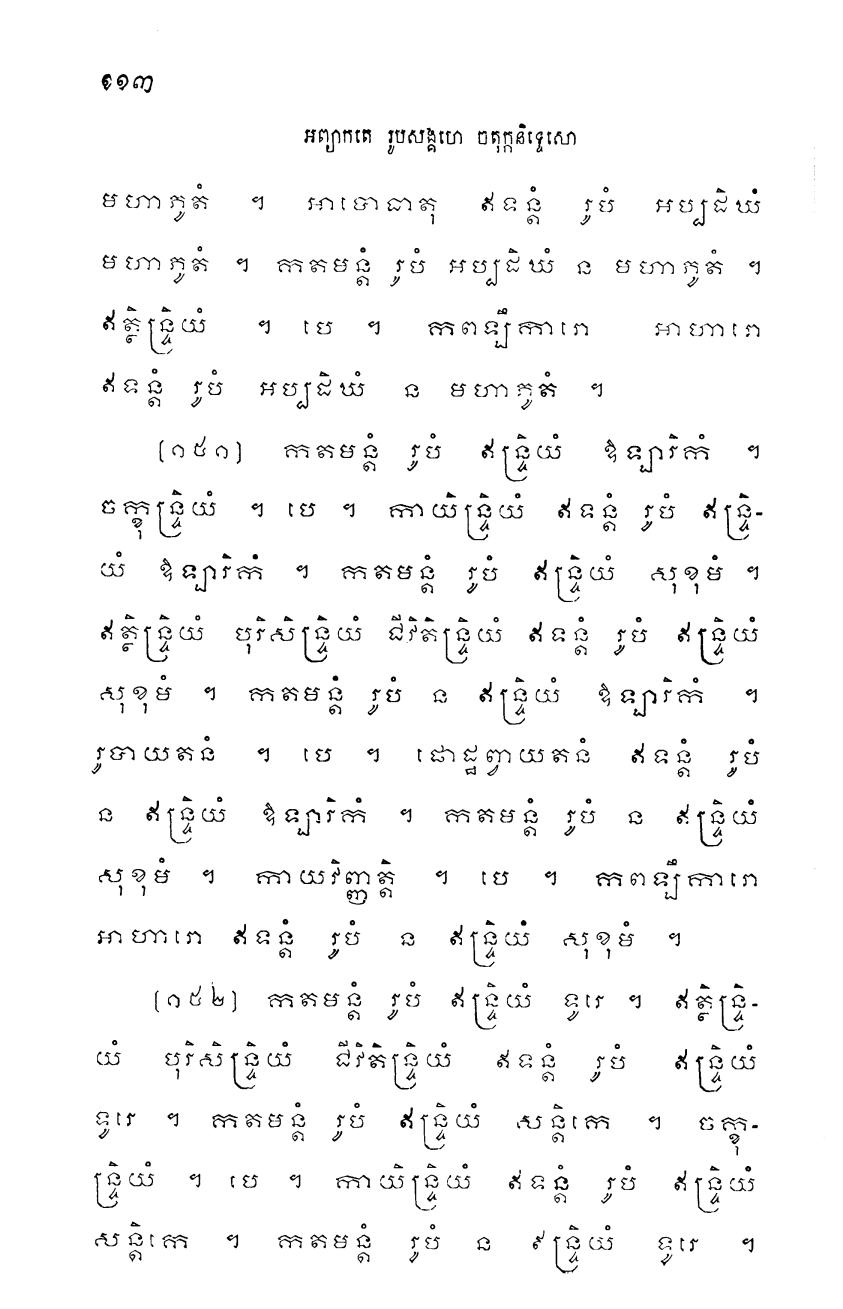 ១១៣
អព្យាកតេ រូបសង្គហេ ចតុក្កនិទ្ទេសោ
មហាភូតំ ។ អាបោធាតុ ឥទន្តំ រូបំ អប្បដិឃំ
មហាភូតំ ។ កតមន្តំ រូបំ អប្បដិឃំ ន មហាភូតំ ។
ឥត្ថិន្ទ្រិយំ ។ បេ ។ កពឡឹការោ អាហារោ
ឥទន្តំ រូបំ អប្បដិឃំ ន មហាភូតំ ។
(១៥១) កតមន្តំ រូបំ ឥន្ទ្រិយំ ឱឡារិកំ ។
ចក្ខុន្ទ្រិយំ ។ បេ ។ កាយិន្ទ្រិយំ ឥទន្តំ រូបំ ឥន្ទ្រិ-
យំ ឱឡារិកំ ។ កតមន្តំ រូបំ ឥន្ទ្រិយំ សុខុមំ ។
ឥត្ថិន្ទ្រិយំ បុរិសិន្ទ្រិយំ ជីវិតិន្ទ្រិយំ ឥទន្តំ រូបំ ឥន្ទ្រិយំ
សុខុមំ ។ កតមន្តំ រូបំ ន ឥន្ទ្រិយំ ឱឡារិកំ ។
រូបាយតនំ ។ បេ ។ ផោដ្ឋព្វាយតនំ ឥទន្តំ រូបំ
ន ឥន្ទ្រិយំ ឱឡារិកំ ។ កតមន្តំ រូបំ ន ឥន្ទ្រិយំ
សុខុមំ ។ កាយវិញ្ញត្តិ ។ បេ ។ កពឡឹការោ
អាហារោ ឥទន្តំ រូបំ ន ឥន្ទ្រិយំ សុខុមំ ។
(១៥២) កតមន្តំ រូបំ ឥន្ទ្រិយំ ទូរេ ។ ឥត្ថិន្ទ្រិ-
យំ បុរិសិន្ទ្រិយំ ជីវិតិន្ទ្រិយំ ឥទន្តំ រូបំ ឥន្ទ្រិយំ
ទូរេ ។ កតមន្តំ រូបំ ឥន្ទ្រិយំ សន្តិកេ ។ ចក្ខុ-
ន្ទ្រិយំ ។ បេ ។ កាយិន្ទ្រិយំ ឥទន្តំ រូបំ ឥន្ទ្រិយំ
សន្តិកេ ។ កតមន្តំ រូបំ ន ឥន្ទ្រិយំ ទូរេ ។